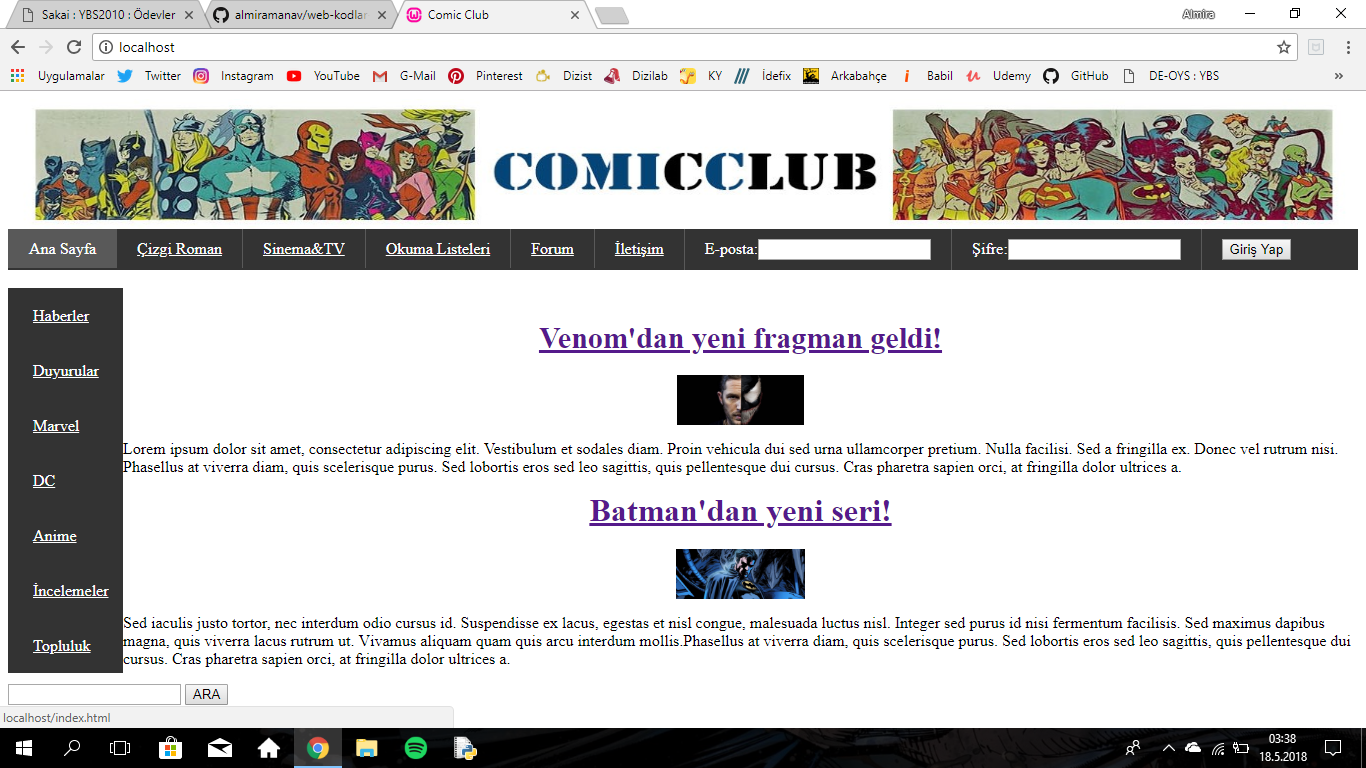 Sakai : YBS2010 : Ödevler
almiramanav/web-kodlar
Comic Club
Almira
localhost
Uygulamalar Twitter Instagram YouTube G-Mail Pinterest Dizist Dizilab KY İdefix Arkabahçe Babil Udemy GitHub DE-OYS : YBS »
COMICCLUB
Ana Sayfa Çizgi Roman Sinema&TV Okuma Listeleri Forum İletişim E-posta: Şifre: Giriş Yap
Haberler
Duyurular
Marvel
DC
Anime
İncelemeler
Topluluk
Venom'dan yeni fragman geldi!
Lorem ipsum dolor sit amet, consectetur adipiscing elit. Vestibulum et sodales diam. Proin vehicula dui sed urna ullamcorper pretium. Nulla facilisi. Sed a fringilla ex. Donec vel rutrum nisi.
Phasellus at viverra diam, quis scelerisque purus. Sed lobortis eros sed leo sagittis, quis pellentesque dui cursus. Cras pharetra sapien orci, at fringilla dolor ultrices a.
Batman'dan yeni seri!
Sed iaculis justo tortor, nec interdum odio cursus id. Suspendisse ex lacus, egestas et nisl congue, malesuada luctus nisl. Integer sed purus id nisi fermentum facilisis. Sed maximus dapibus
magna, quis viverra lacus rutrum ut. Vivamus aliquam quam quis arcu interdum mollis.Phasellus at viverra diam, quis scelerisque purus. Sed lobortis eros sed leo sagittis, quis pellentesque dui
cursus. Cras pharetra sapien orci, at fringilla dolor ultrices a.
ARA
localhost/index.html
03:38
18.5.2018